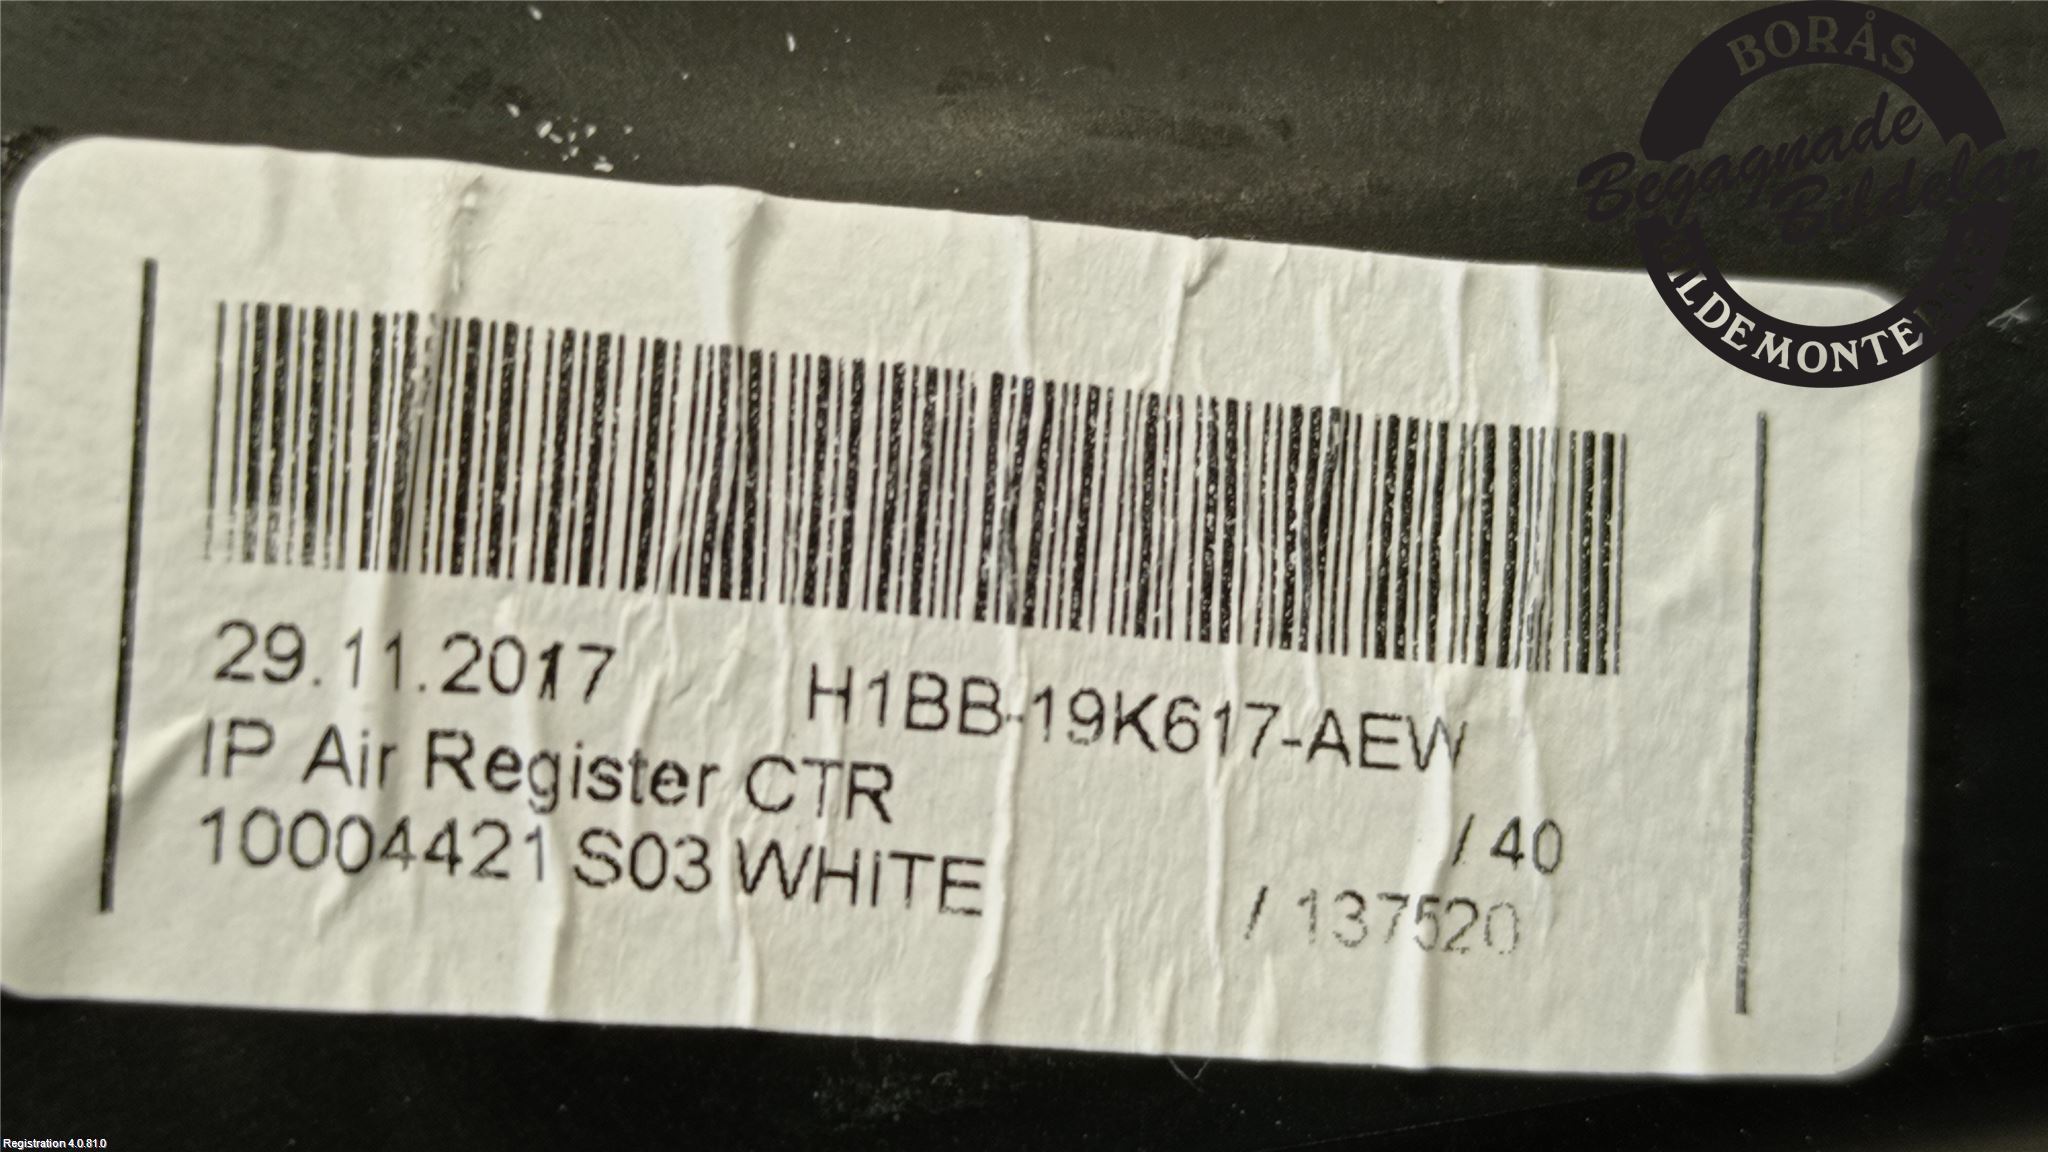 BORÅS
Begagnade
Bildelar
BILDEMONTERING
29.11.2017 H1BB-19K617-AEW
IP Air Register CTR / 40
10004421 S03 WHITE / 137520
Registration 4.0.81.0